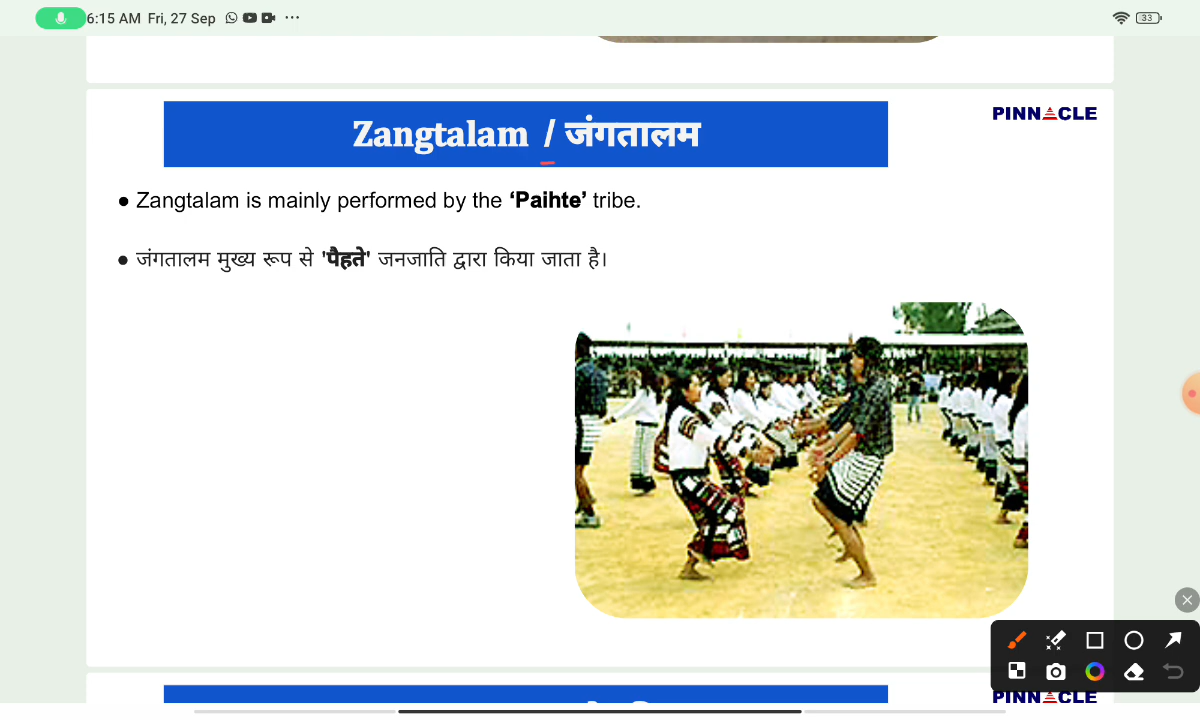 6:15 AM Fri, 27 Sep
33
PINNACLE
Zangtalam / जंगतालम
● Zangtalam is mainly performed by the ‘Paihte’ tribe.
● जंगतालम मुख्य रूप से 'पैहते' जनजाति द्वारा किया जाता है।
PINNACLE